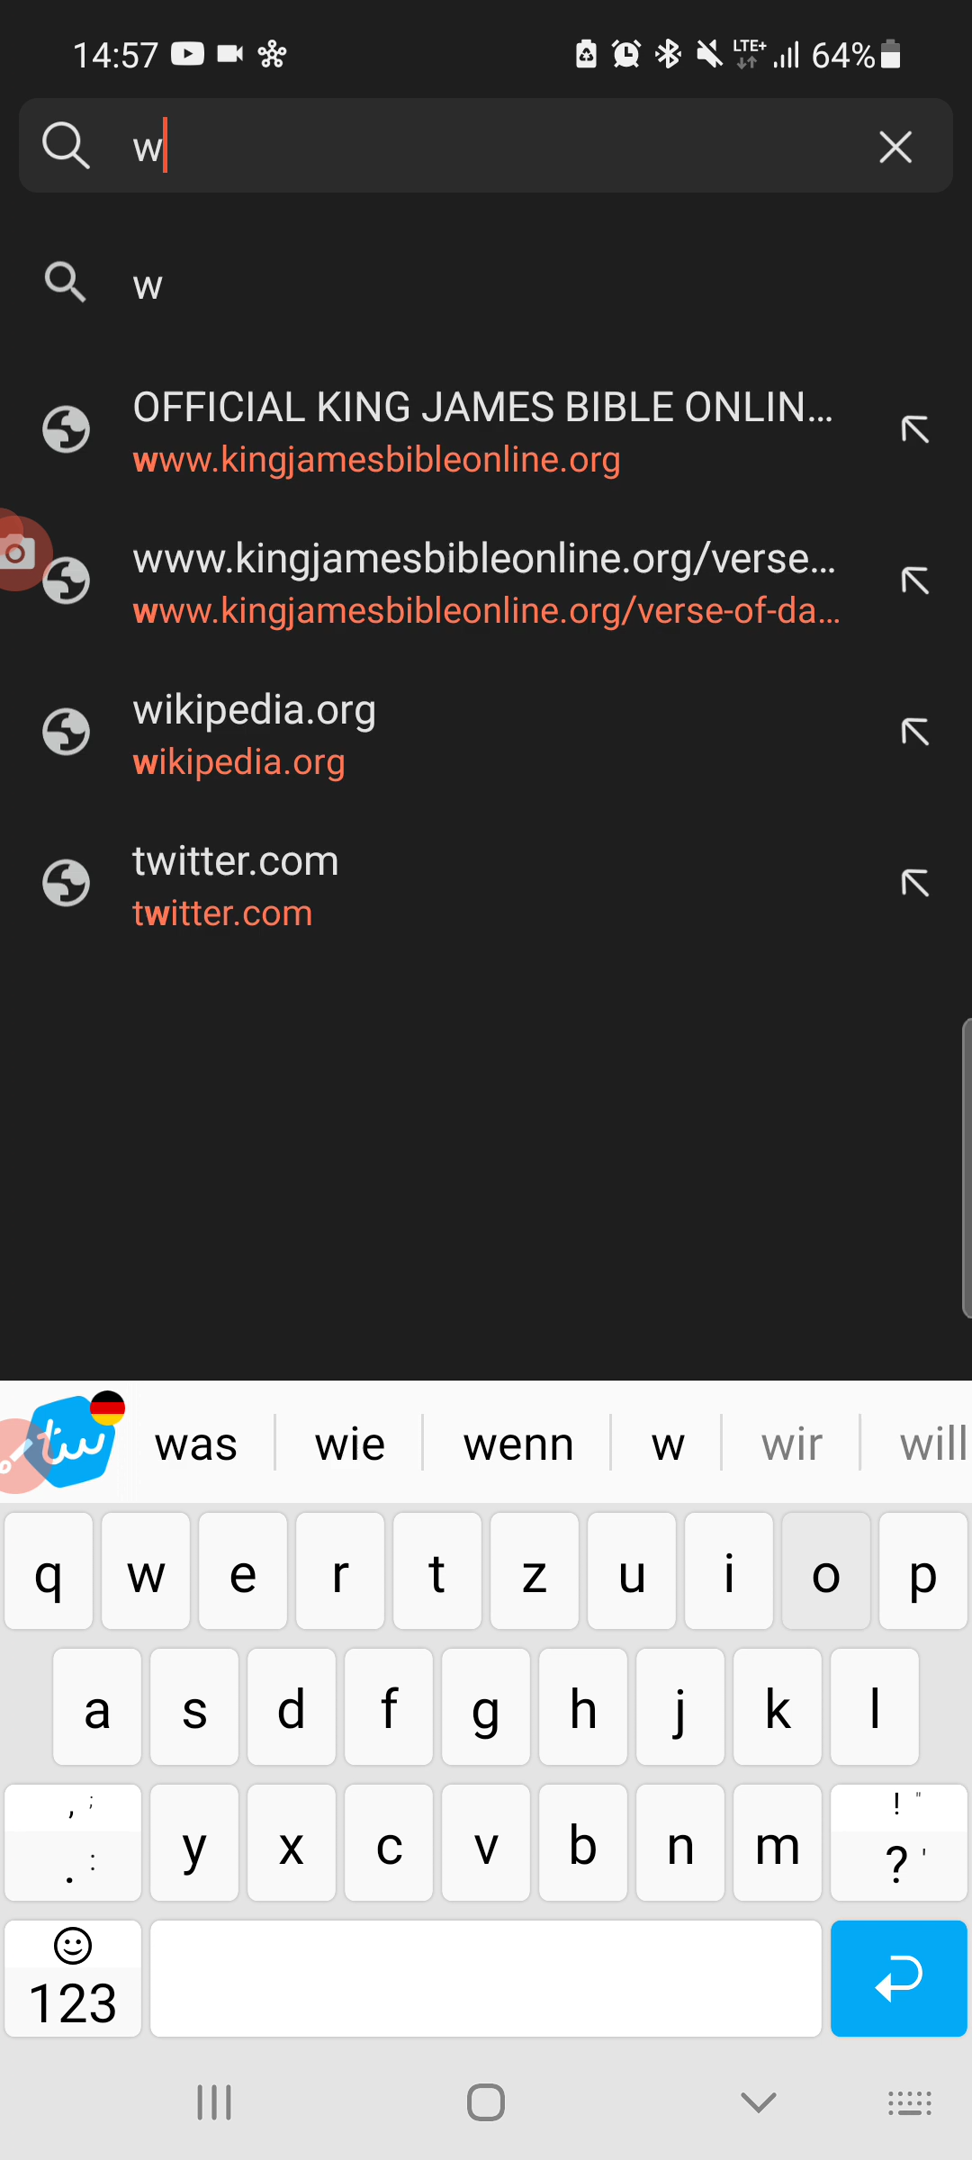 14:57 LTE+ 64%
w
w
OFFICIAL KING JAMES BIBLE ONLIN...
www.kingjamesbibleonline.org
www.kingjamesbibleonline.org/verse...
www.kingjamesbibleonline.org/verse-of-da...
wikipedia.org
wikipedia.org
twitter.com
twitter.com
tw was wie wenn w wir will
q w e r t z u i o p
a s d f g h j k l
, ; ! "
. : y x c v b n m ? '
123